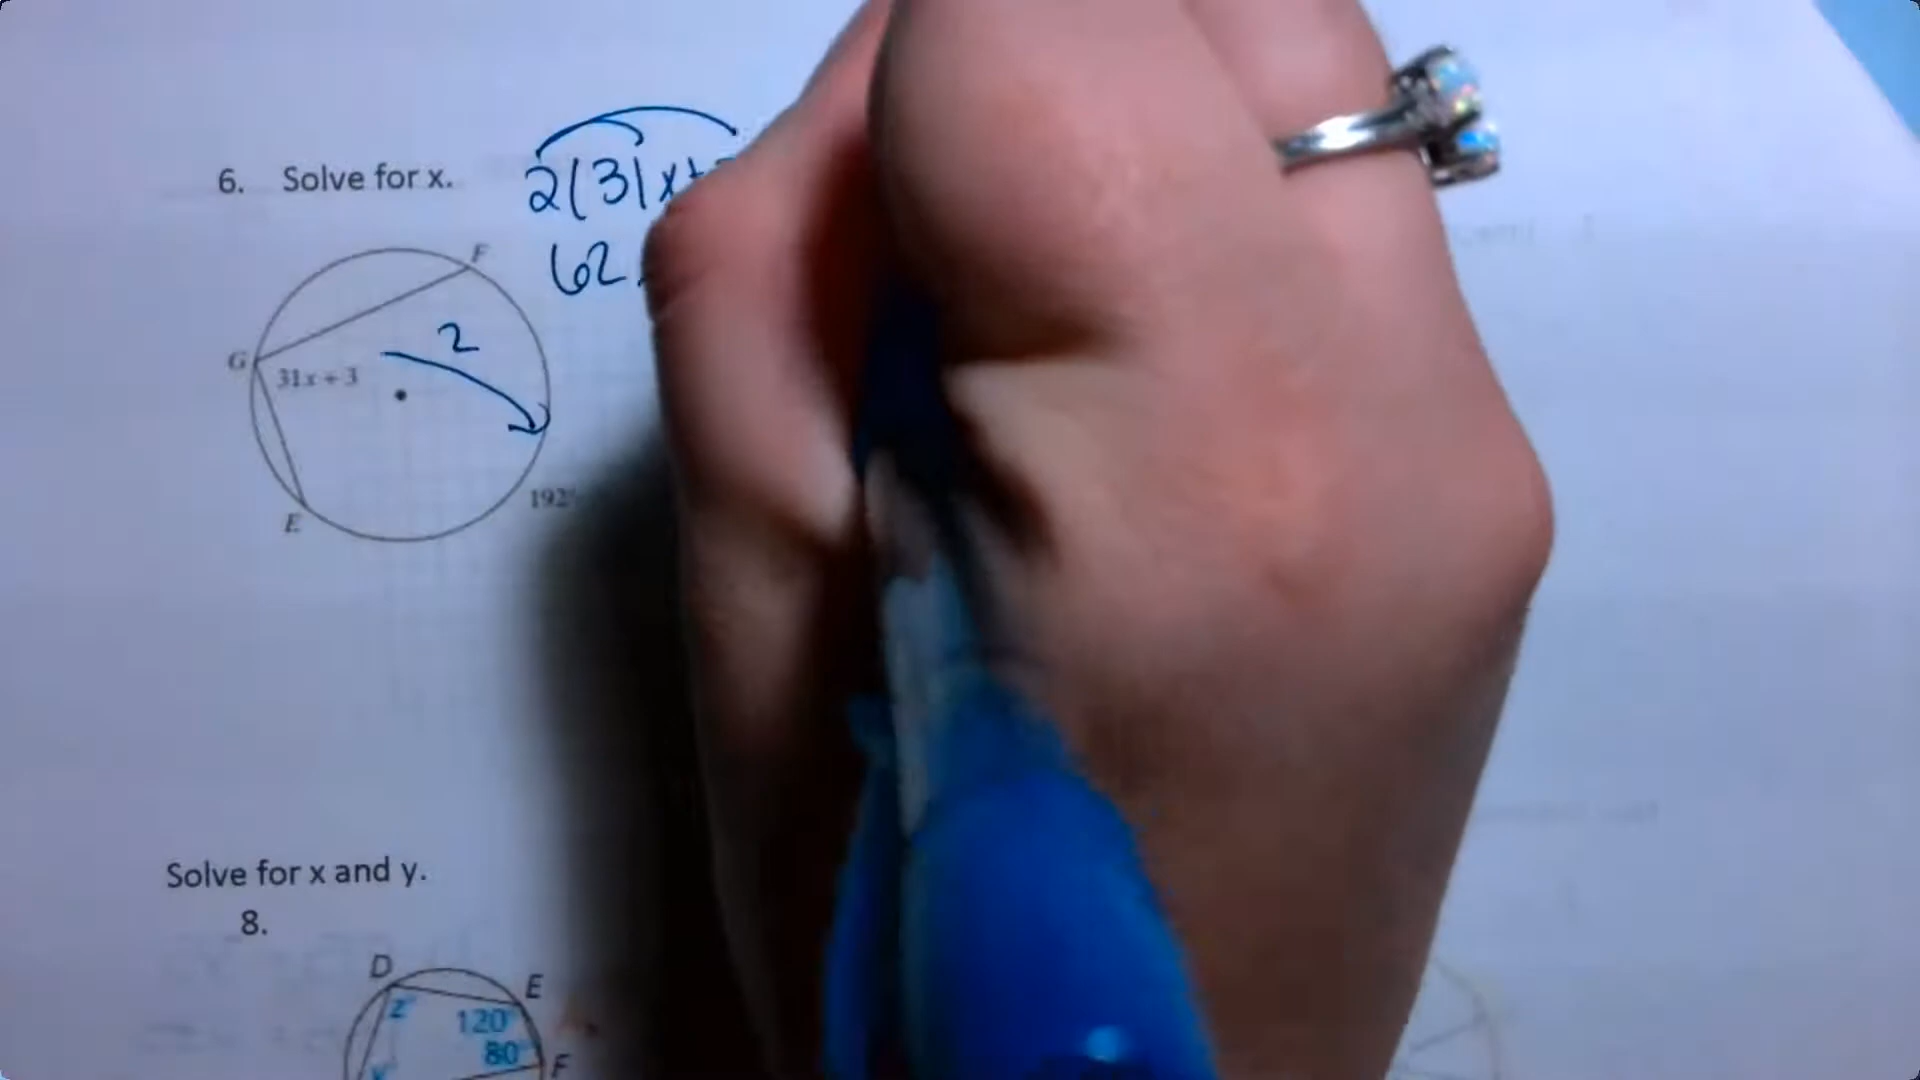 6. Solve for x. 2(31x+
62
F
2
G
31x + 3
192°
E
Solve for x and y.
8.
D
E
z°
120°
80°
F
x°